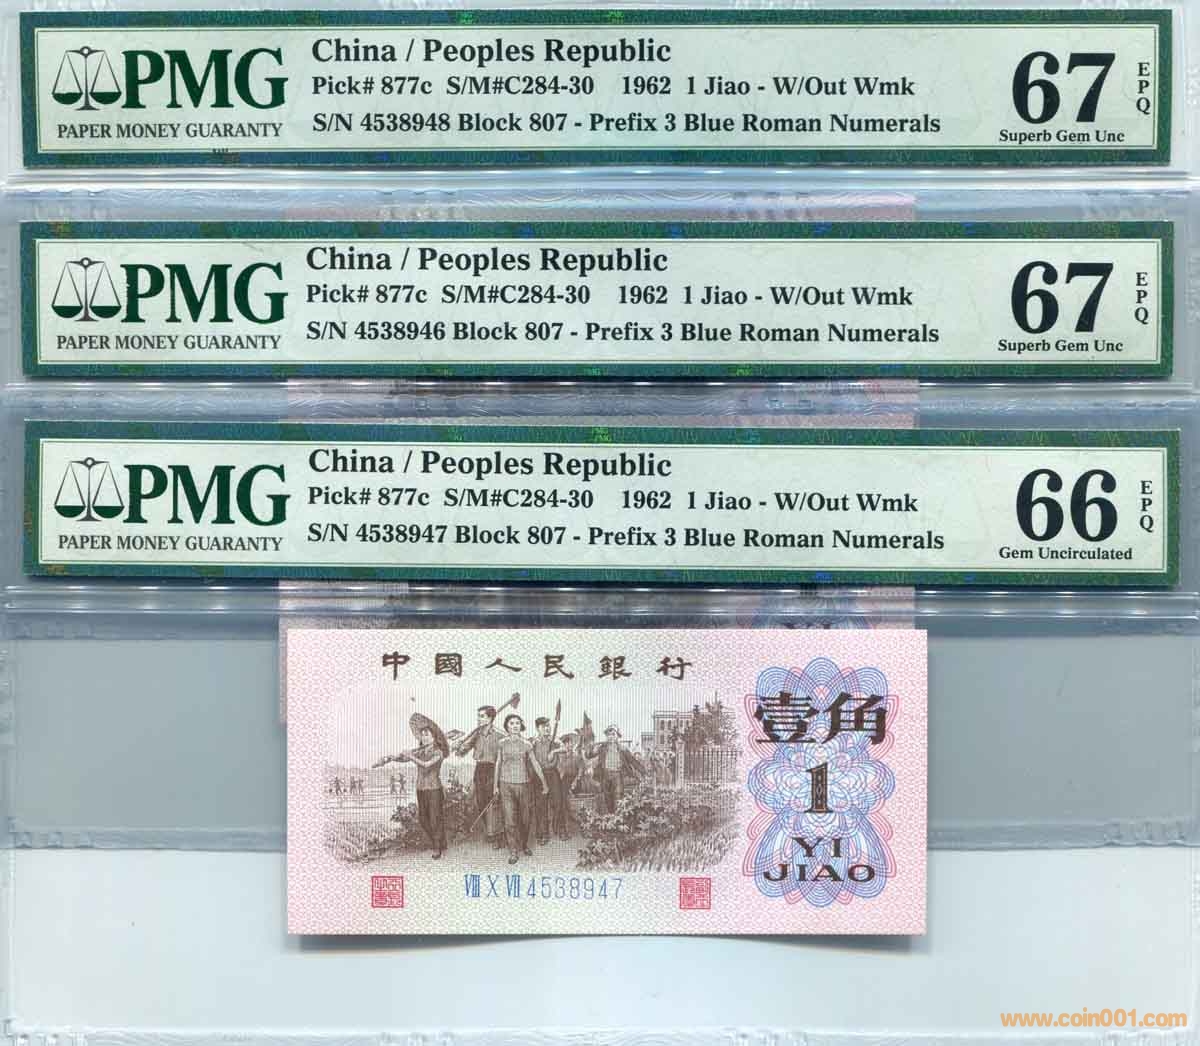 PMG
PAPER MONEY GUARANTY
China / Peoples Republic
Pick# 877c S/M#C284-30 1962 1 Jiao - W/Out Wmk
S/N 4538948 Block 807 - Prefix 3 Blue Roman Numerals
67
EPQ
Superb Gem Unc
PMG
PAPER MONEY GUARANTY
China / Peoples Republic
Pick# 877c S/M#C284-30 1962 1 Jiao - W/Out Wmk
S/N 4538946 Block 807 - Prefix 3 Blue Roman Numerals
67
EPQ
Superb Gem Unc
PMG
PAPER MONEY GUARANTY
China / Peoples Republic
Pick# 877c S/M#C284-30 1962 1 Jiao - W/Out Wmk
S/N 4538947 Block 807 - Prefix 3 Blue Roman Numerals
66
EPQ
Gem Uncirculated
中國人民銀行
壹角
1
YI
JIAO
VIII X VII 4538947
www.coin001.com